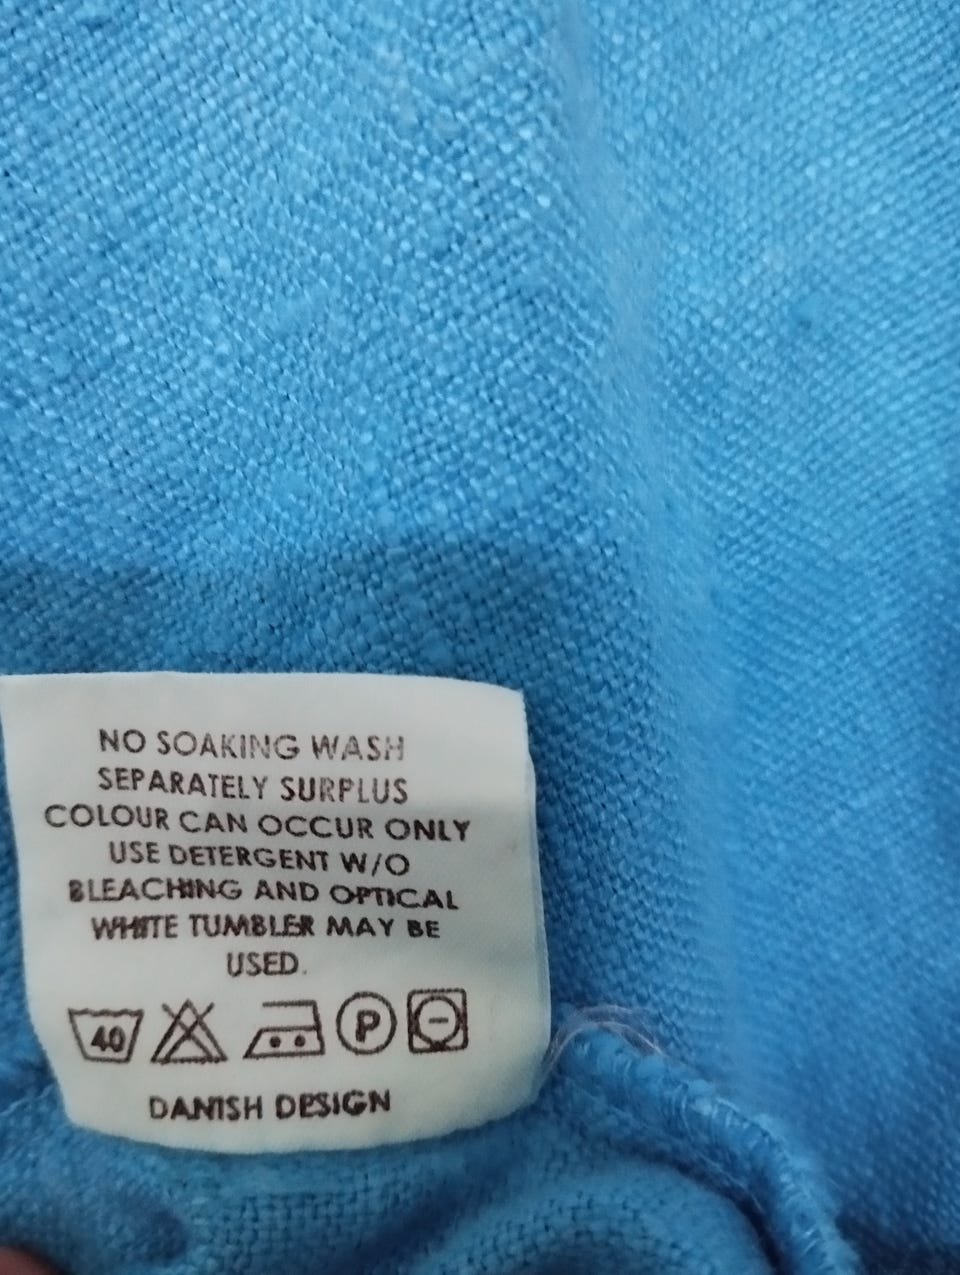 NO SOAKING WASH
SEPARATELY SURPLUS
COLOUR CAN OCCUR ONLY
USE DETERGENT W/O
BLEACHING AND OPTICAL
WHITE TUMBLER MAY BE
USED.
40 P
DANISH DESIGN